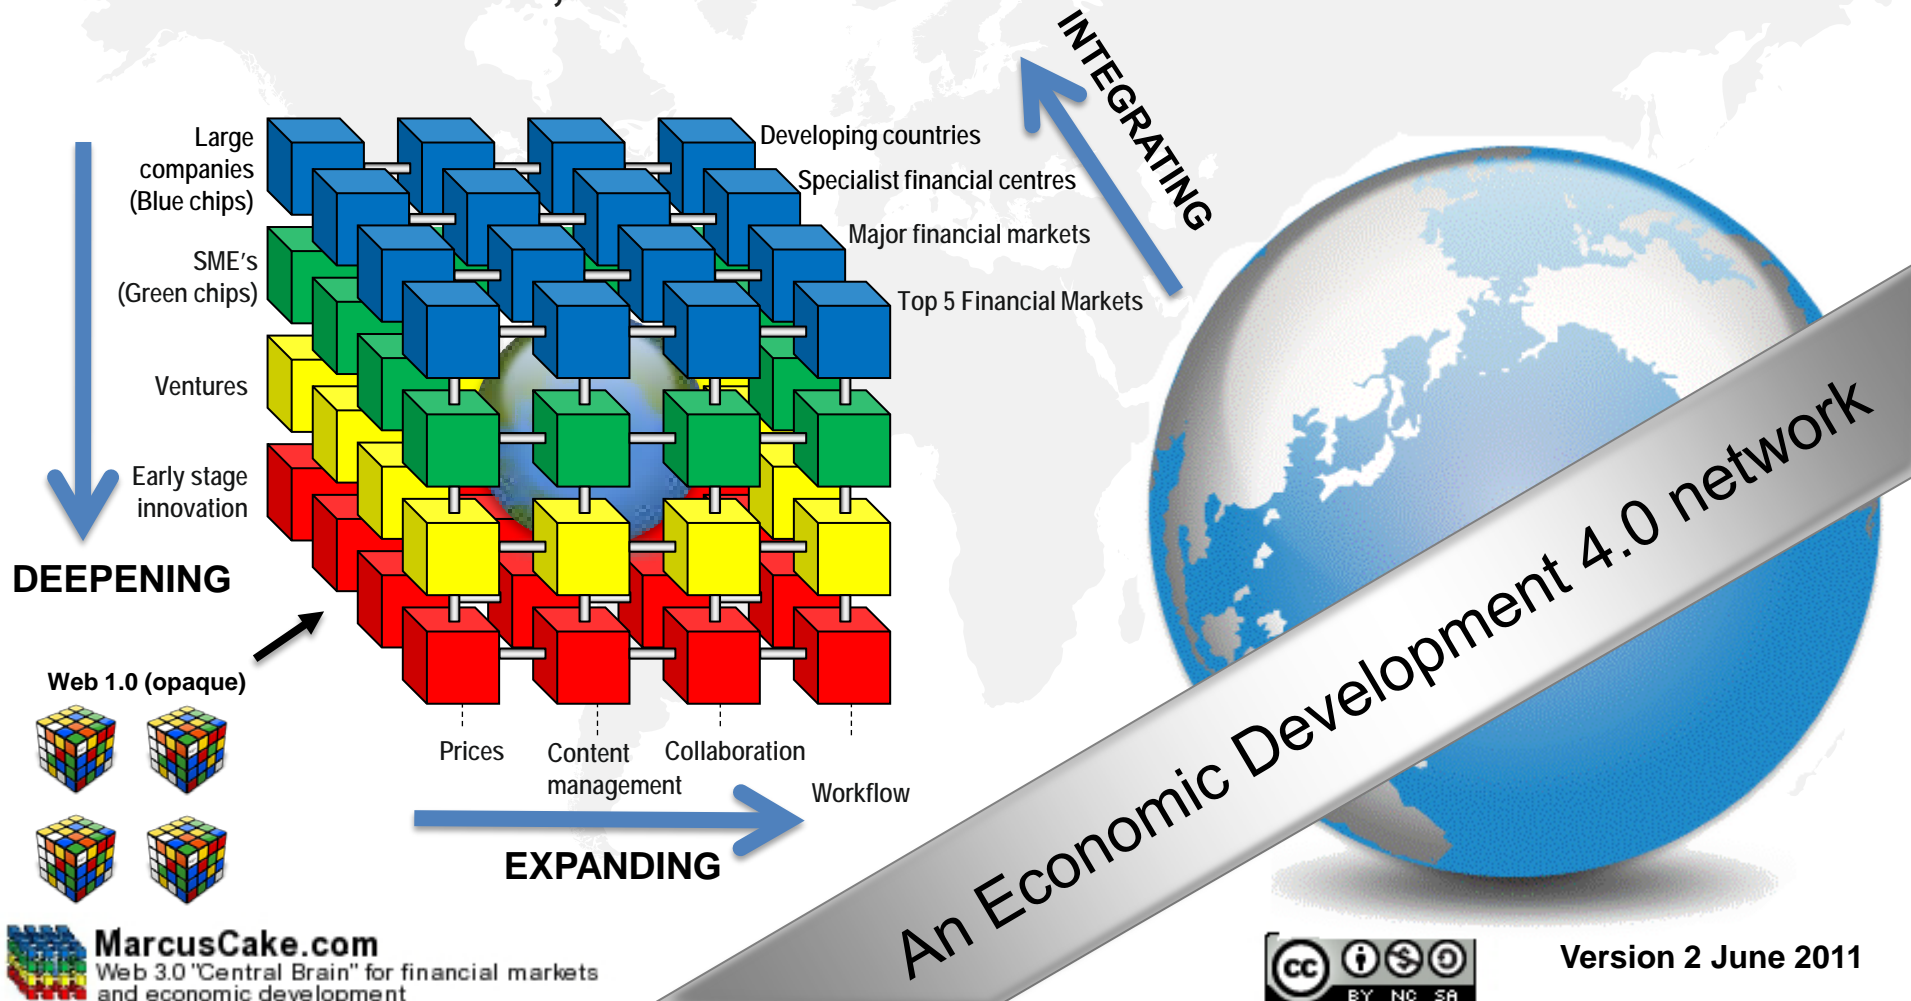 INTEGRATING
Large
companies
(Blue chips)
Developing countries
Specialist financial centres
Major financial markets
SME's
(Green chips)
Top 5 Financial Markets
Ventures
Early stage
innovation
DEEPENING
Web 1.0 (opaque)
Prices
Content
management
Collaboration
Workflow
EXPANDING
An Economic Development 4.0 network
MarcusCake.com
Web 3.0 "Central Brain" for financial markets
and economic development
cc
BY NC SA
Version 2 June 2011